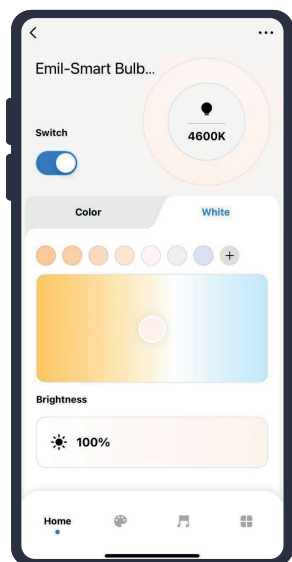 Emil-Smart Bulb...
Switch
4600K
Color
White
Brightness
100%
Home